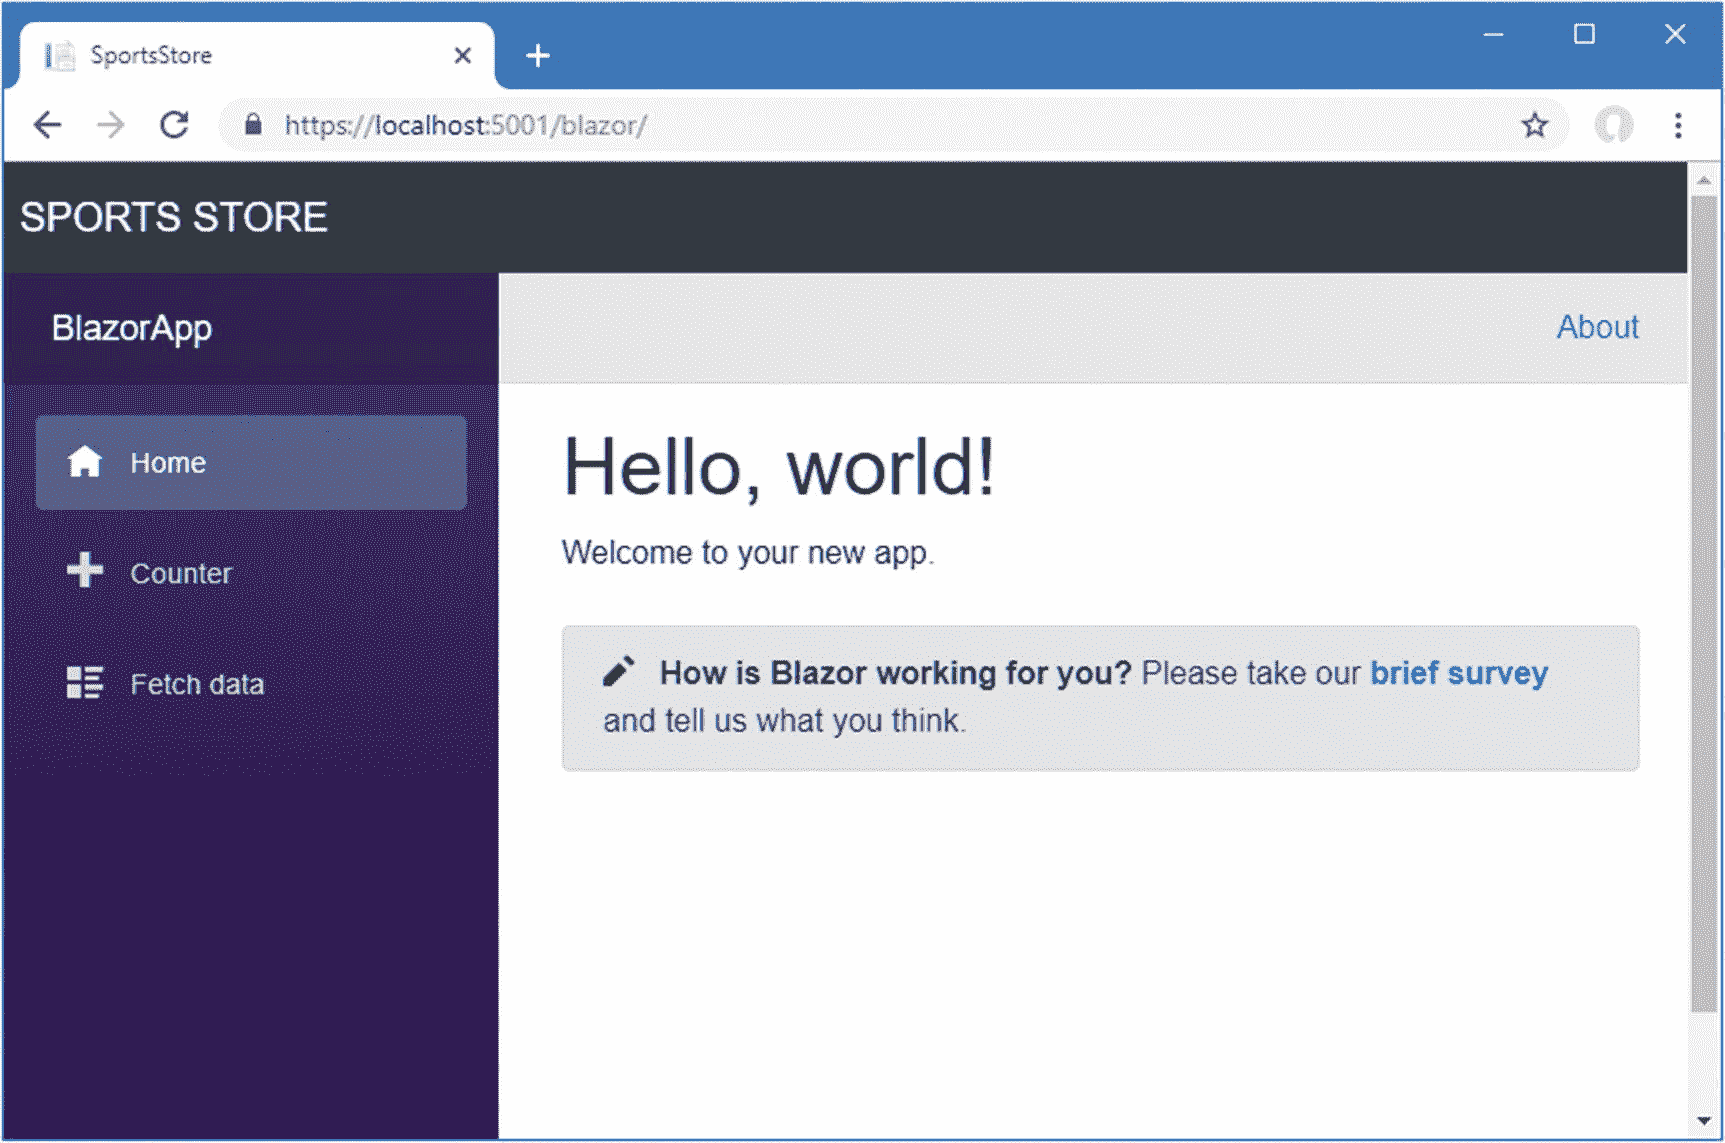 SportsStore
https://localhost:5001/blazor/
SPORTS STORE
BlazorApp
About
Home
Counter
Fetch data
Hello, world!
Welcome to your new app.
How is Blazor working for you? Please take our brief survey
and tell us what you think.